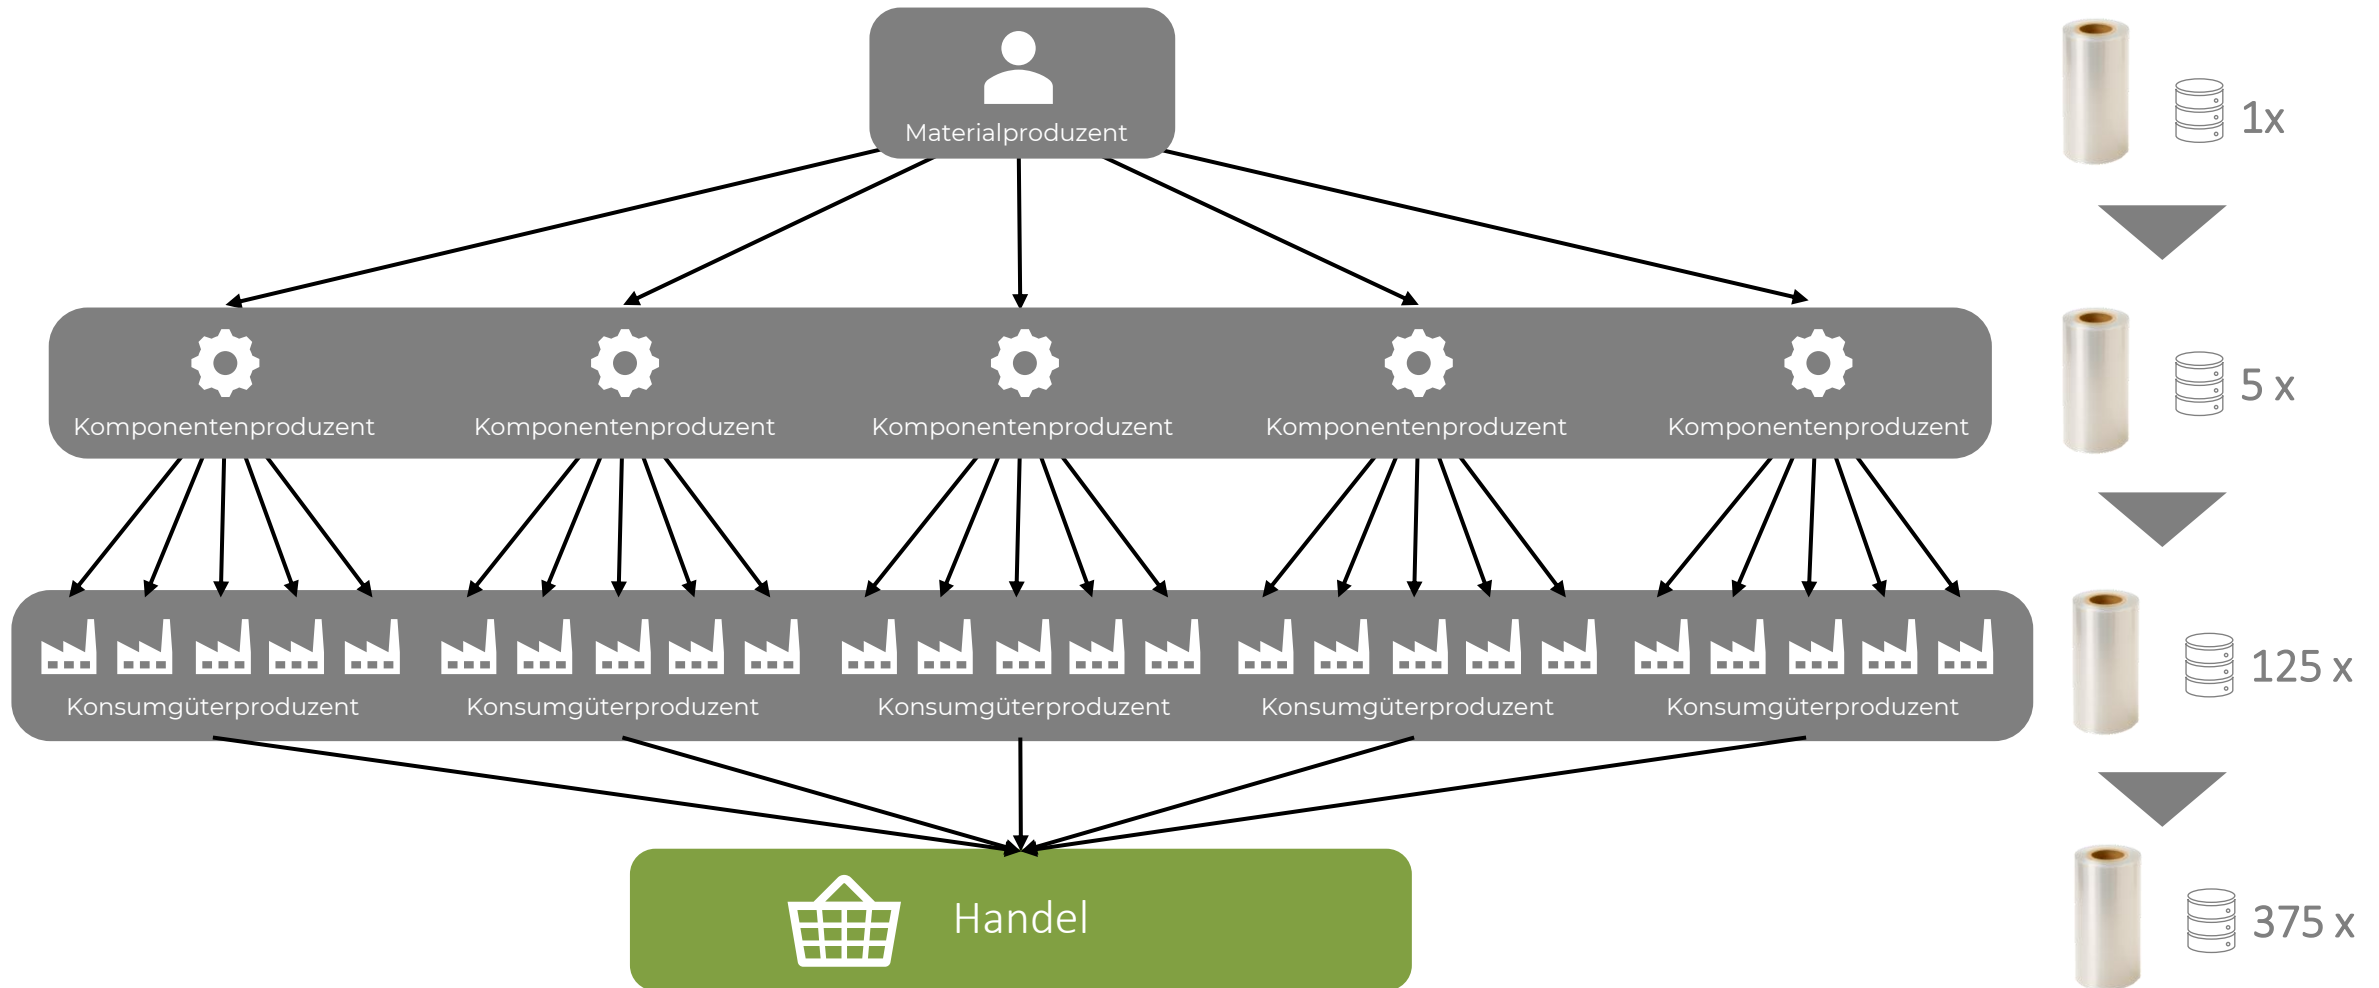 Materialproduzent
1x
Komponentenproduzent
Komponentenproduzent
Komponentenproduzent
Komponentenproduzent
Komponentenproduzent
5 x
Konsumgüterproduzent
Konsumgüterproduzent
Konsumgüterproduzent
Konsumgüterproduzent
Konsumgüterproduzent
125 x
Handel
375 x